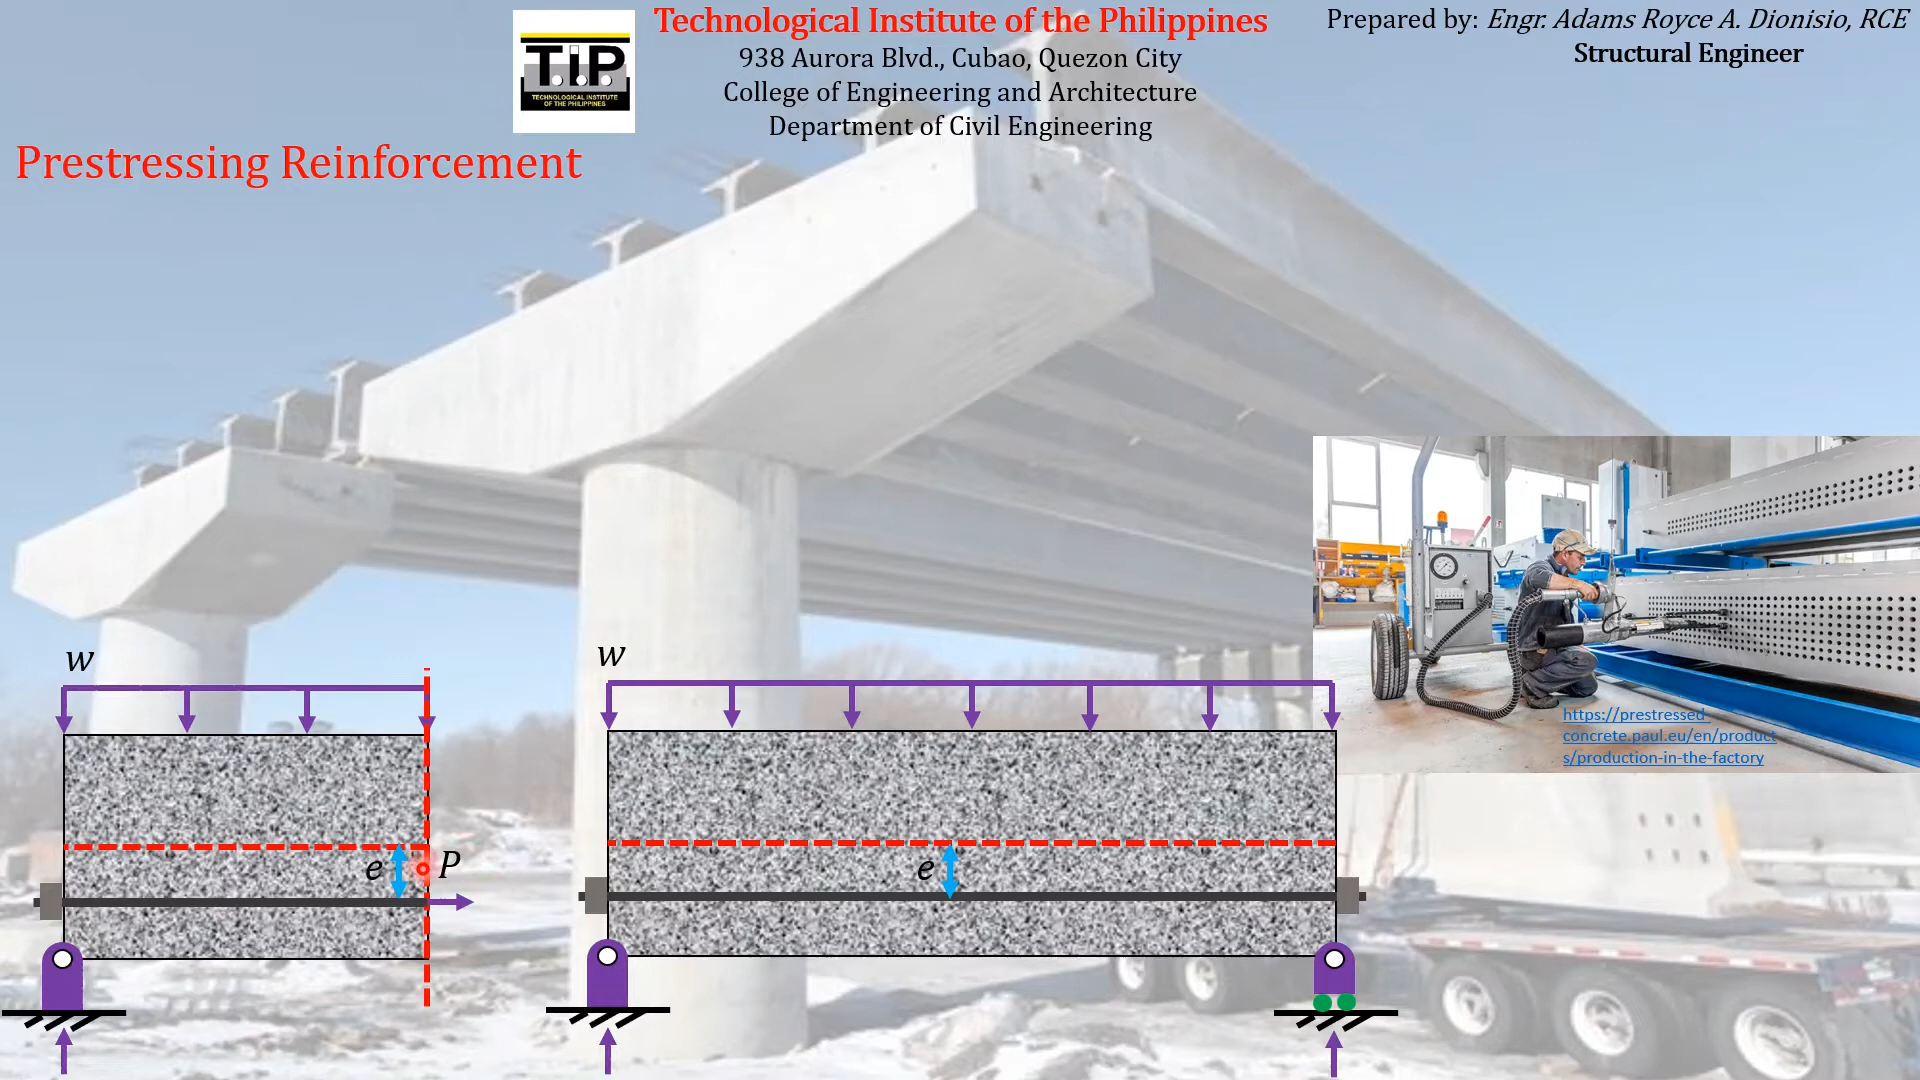 Technological Institute of the Philippines
938 Aurora Blvd., Cubao, Quezon City
College of Engineering and Architecture
Department of Civil Engineering
Prepared by: Engr. Adams Royce A. Dionisio, RCE
Structural Engineer
T.I.P
TECHNOLOGICAL INSTITUTE
OF THE PHILIPPINES
Prestressing Reinforcement
w
e
P
w
e
https://prestressed-
concrete.paul.eu/en/product
s/production-in-the-factory